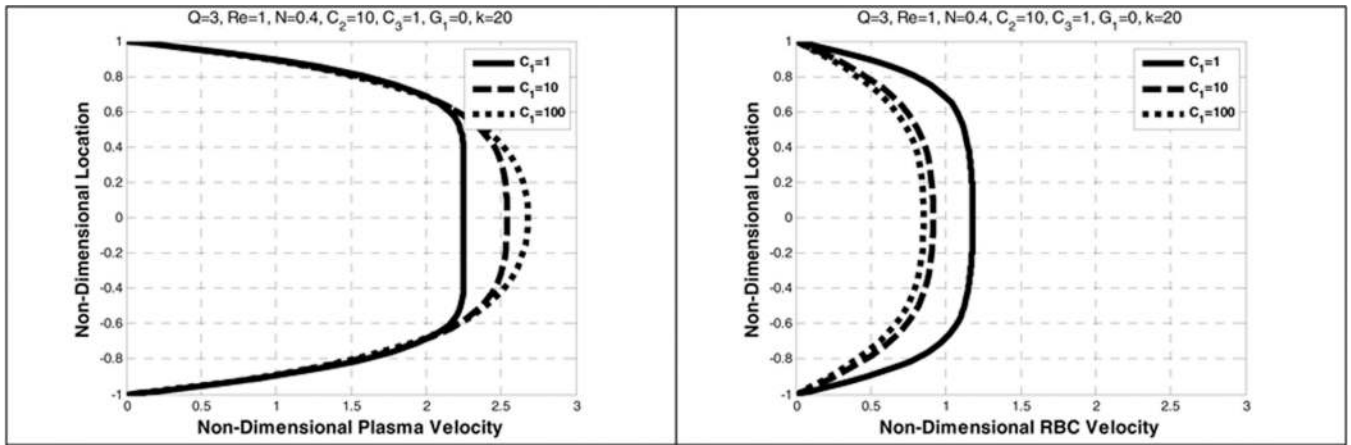 Q=3, Re=1, N=0.4, C₂=10, C₃=1, G₁=0, k=20
Non-Dimensional Location
1
0.8
0.6
0.4
0.2
0
-0.2
-0.4
-0.6
-0.8
-1
C₁=1
C₁=10
C₁=100
0 0.5 1 1.5 2 2.5 3
Non-Dimensional Plasma Velocity
Q=3, Re=1, N=0.4, C₂=10, C₃=1, G₁=0, k=20
Non-Dimensional Location
1
0.8
0.6
0.4
0.2
0
-0.2
-0.4
-0.6
-0.8
-1
C₁=1
C₁=10
C₁=100
0 0.5 1 1.5 2 2.5 3
Non-Dimensional RBC Velocity